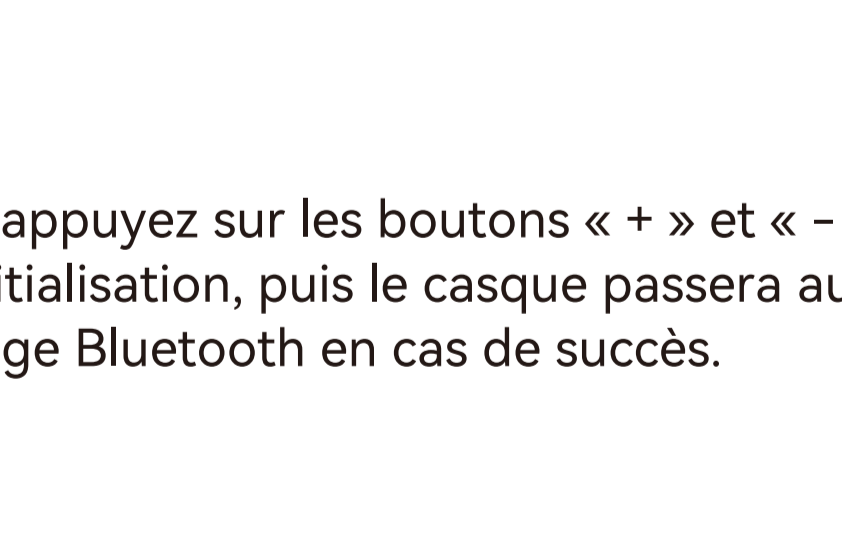 appuyez sur les boutons « + » et « –
itialisation, puis le casque passera au
ge Bluetooth en cas de succès.